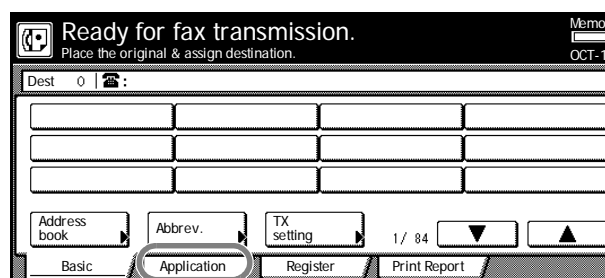 Ready for fax transmission.
Place the original & assign destination.
Memo
OCT-1
Dest 0 :
Address book
Abbrev.
TX setting
1/ 84
Basic Application Register Print Report